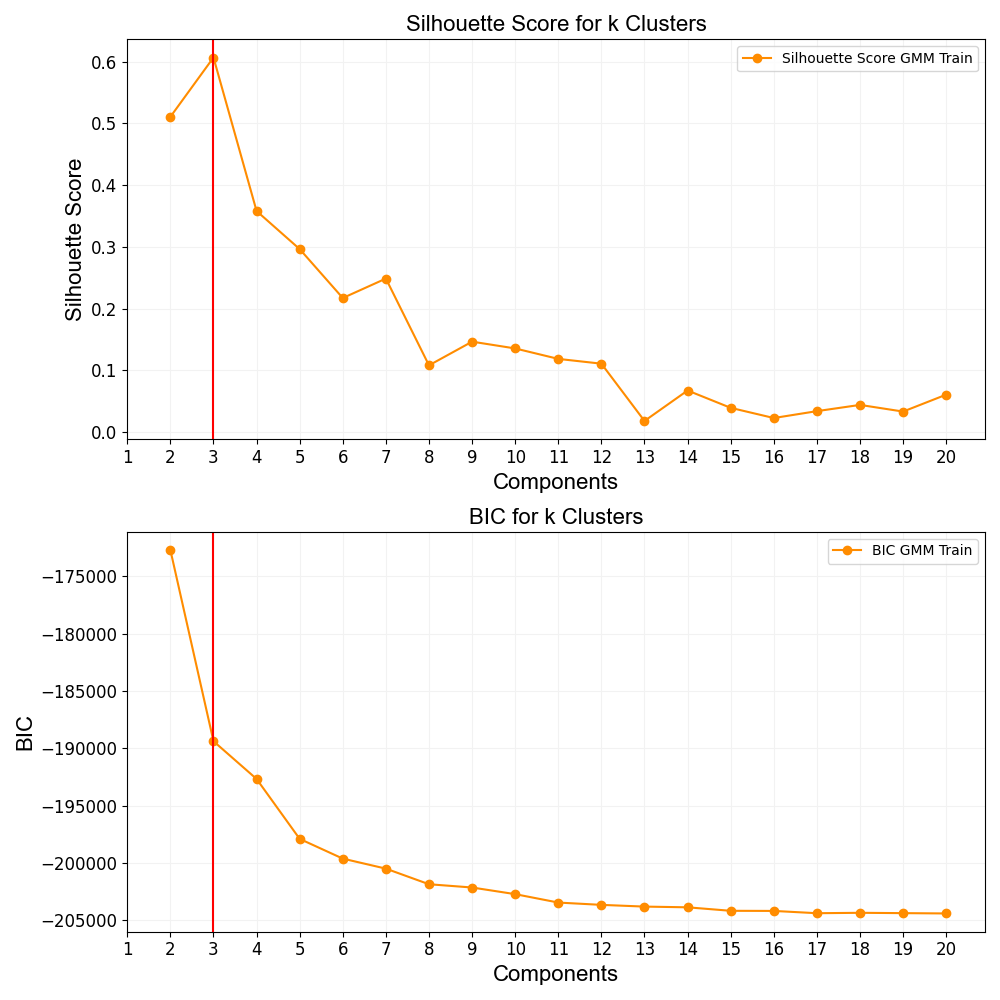 Silhouette Score for k Clusters
Silhouette Score GMM Train
Silhouette Score
0.6
0.5
0.4
0.3
0.2
0.1
0.0
1 2 3 4 5 6 7 8 9 10 11 12 13 14 15 16 17 18 19 20
Components
BIC for k Clusters
BIC GMM Train
BIC
−175000
−180000
−185000
−190000
−195000
−200000
−205000
1 2 3 4 5 6 7 8 9 10 11 12 13 14 15 16 17 18 19 20
Components